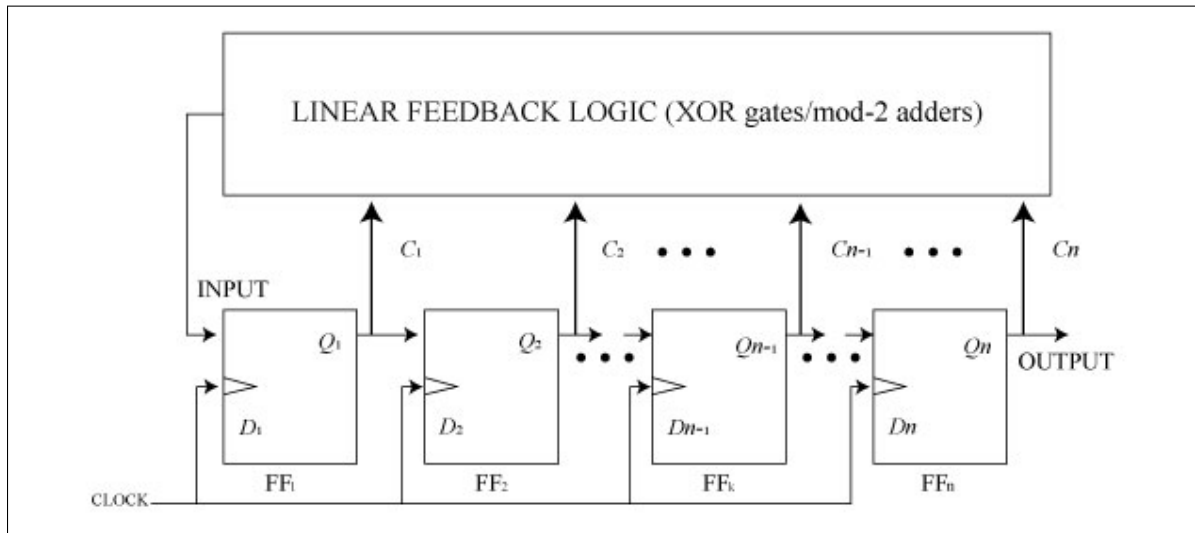 LINEAR FEEDBACK LOGIC (XOR gates/mod-2 adders)
C1 C2 Cn-1 Cn
INPUT
Q1 Q2 Qn-1 Qn
OUTPUT
D1 D2 Dn-1 Dn
FF1 FF2 FFk FFn
CLOCK